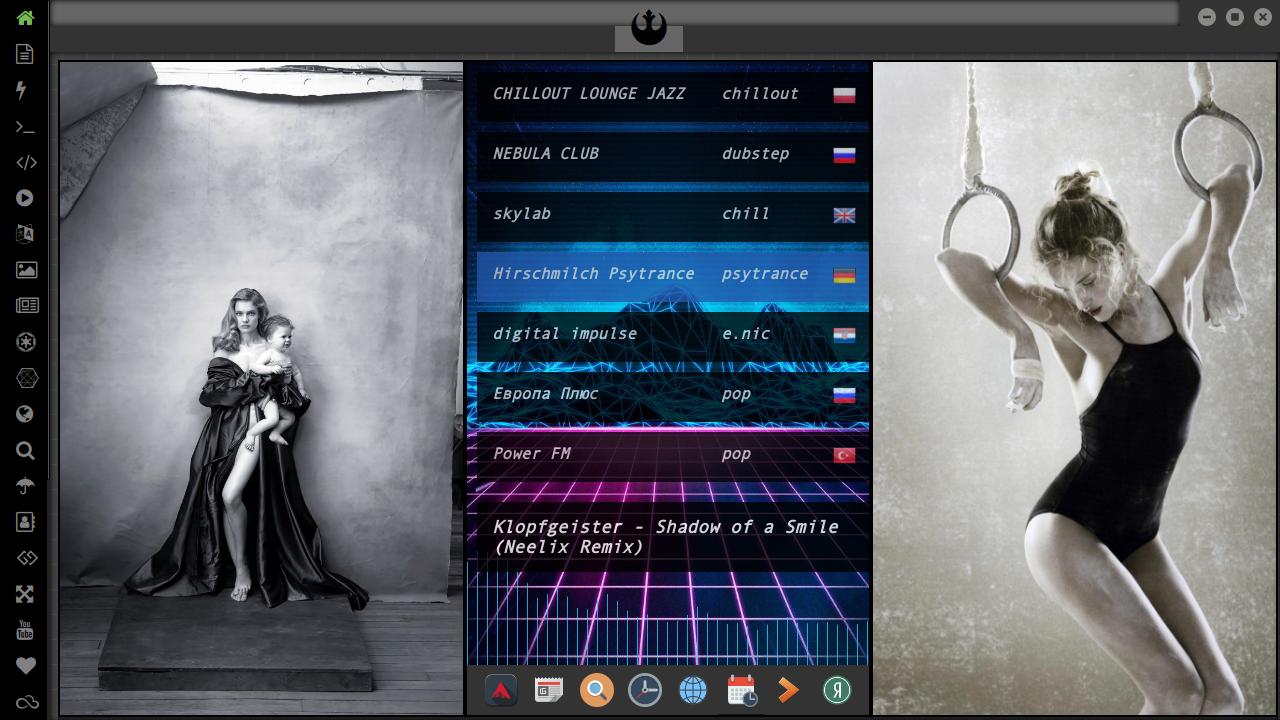 CHILLOUT LOUNGE JAZZ chillout
NEBULA CLUB dubstep
skylab chill
Hirschmilch Psytrance psytrance
digital impulse e.nic
Европа Плюс pop
Power FM pop
Klopfgeister - Shadow of a Smile
(Neelix Remix)
You
Tube
Я